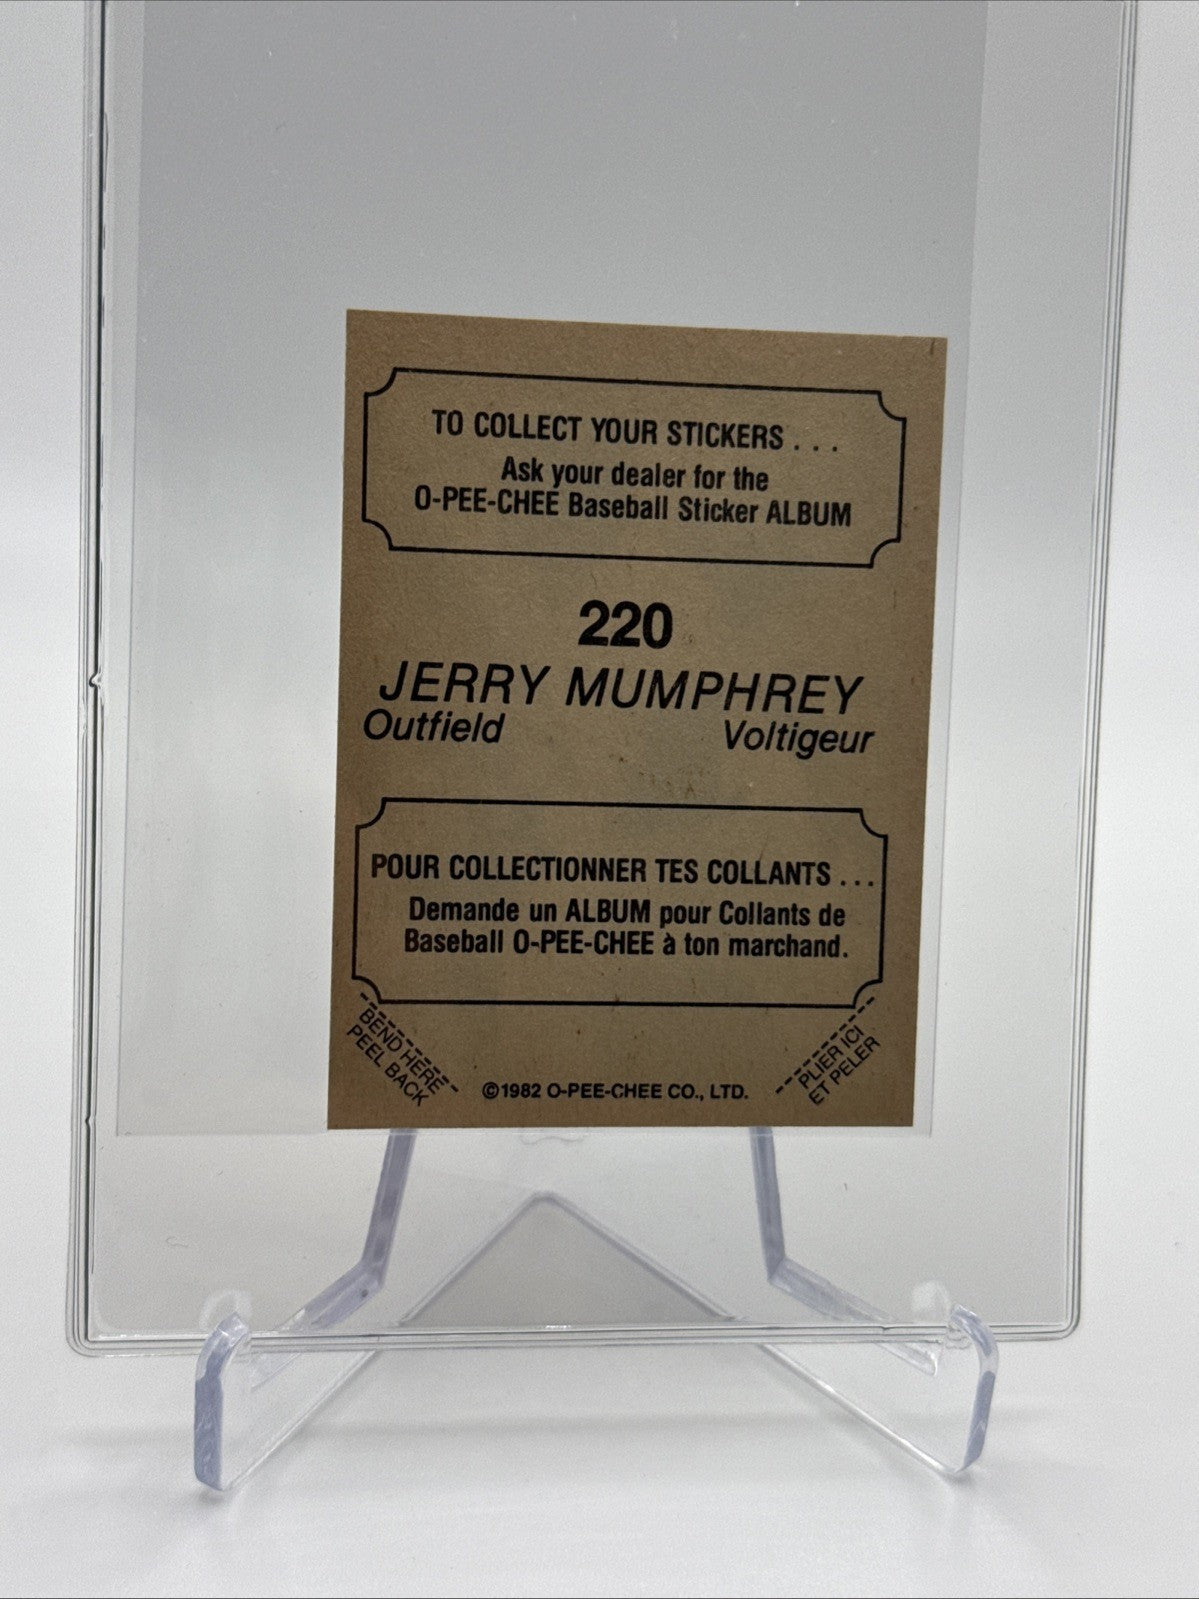 TO COLLECT YOUR STICKERS . . .
Ask your dealer for the
O-PEE-CHEE Baseball Sticker ALBUM
220
JERRY MUMPHREY
Outfield Voltigeur
POUR COLLECTIONNER TES COLLANTS . . .
Demande un ALBUM pour Collants de
Baseball O-PEE-CHEE à ton marchand.
BEND HERE
PEEL BACK
©1982 O-PEE-CHEE CO., LTD.
PLIER ICI
ET PELER